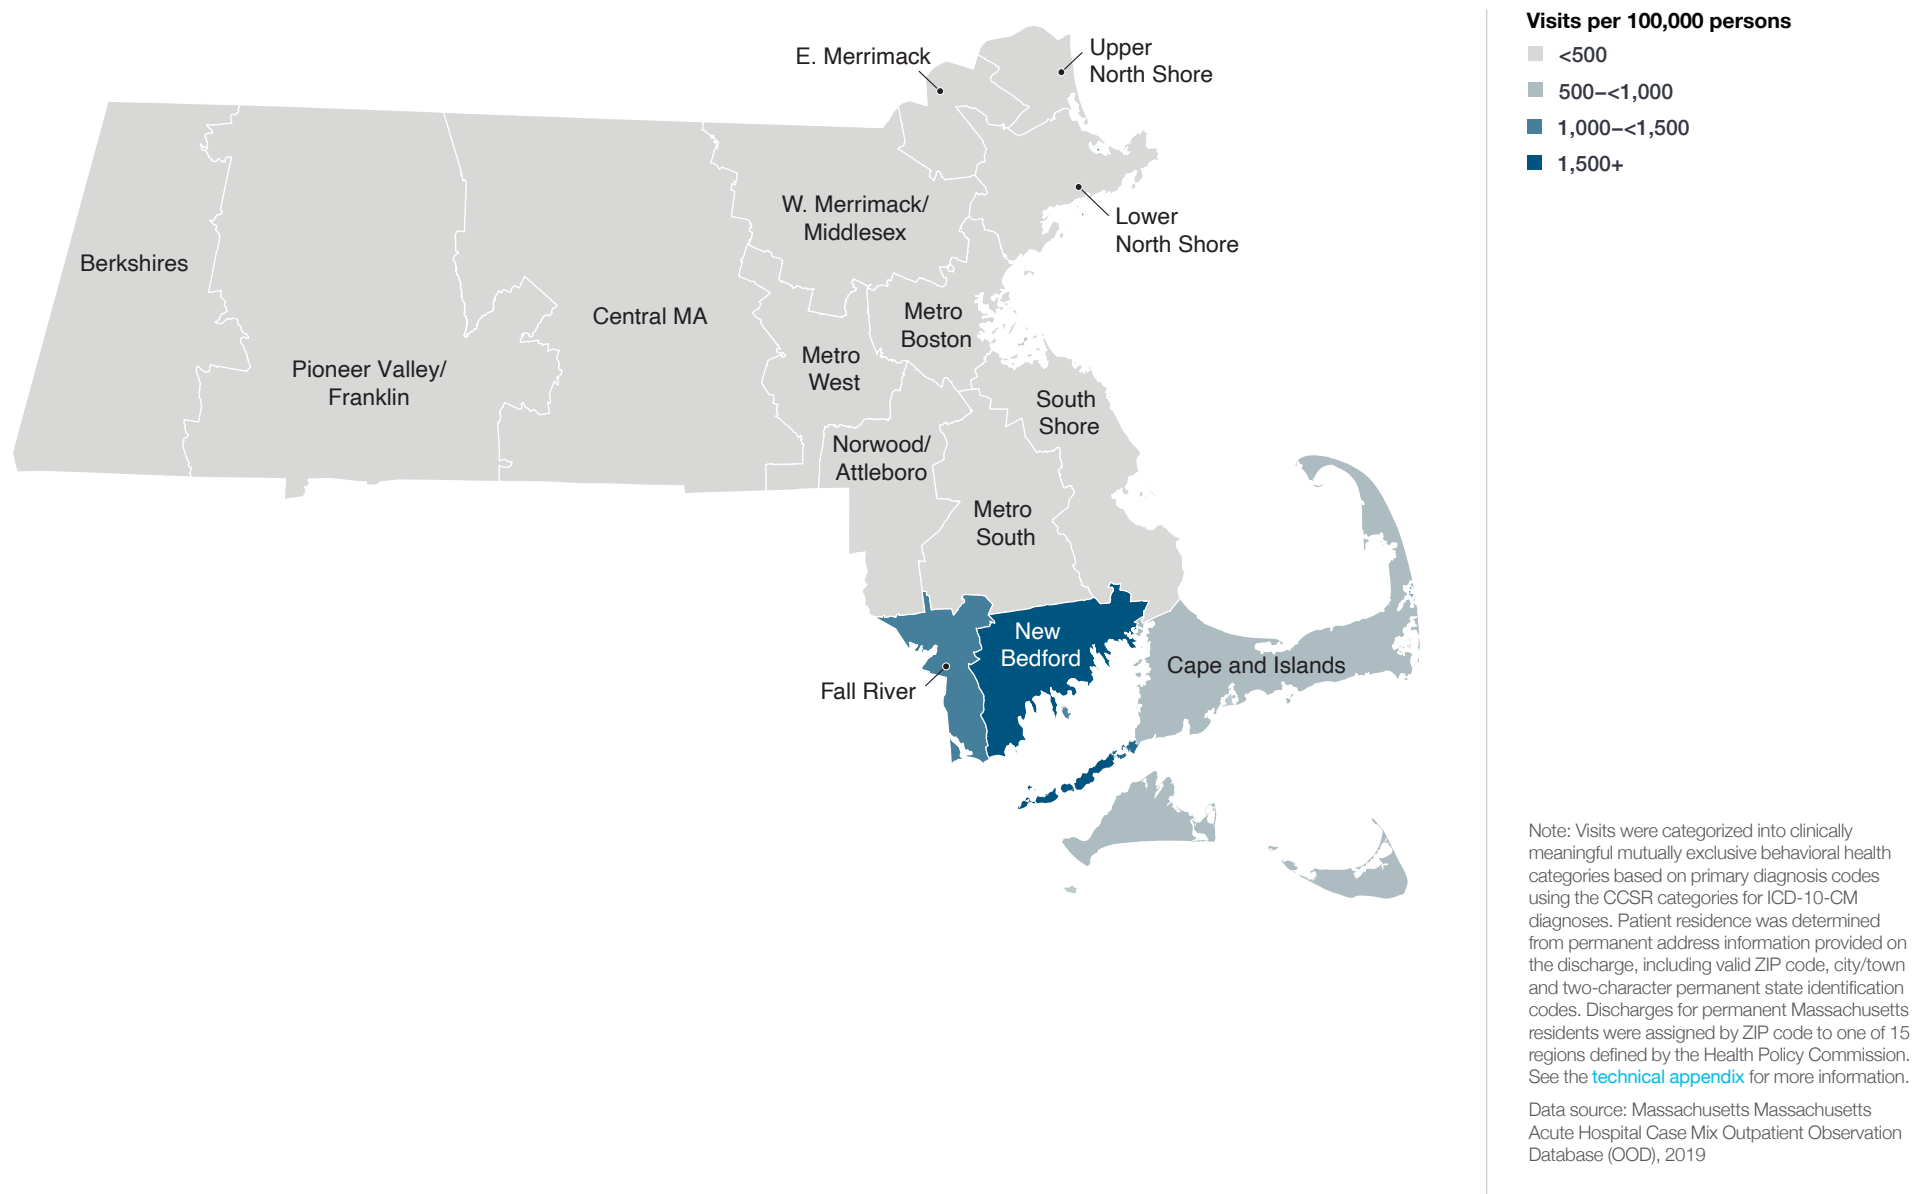 Visits per 100,000 persons
<500
500–<1,000
1,000–<1,500
1,500+
E. Merrimack
Upper
North Shore
W. Merrimack/
Middlesex
Lower
North Shore
Berkshires
Central MA
Metro
Boston
Metro
West
Pioneer Valley/
Franklin
South
Shore
Norwood/
Attleboro
Metro
South
New
Bedford
Cape and Islands
Fall River
Note: Visits were categorized into clinically
meaningful mutually exclusive behavioral health
categories based on primary diagnosis codes
using the CCSR categories for ICD-10-CM
diagnoses. Patient residence was determined
from permanent address information provided on
the discharge, including valid ZIP code, city/town
and two-character permanent state identification
codes. Discharges for permanent Massachusetts
residents were assigned by ZIP code to one of 15
regions defined by the Health Policy Commission.
See the technical appendix for more information.
Data source: Massachusetts Massachusetts
Acute Hospital Case Mix Outpatient Observation
Database (OOD), 2019